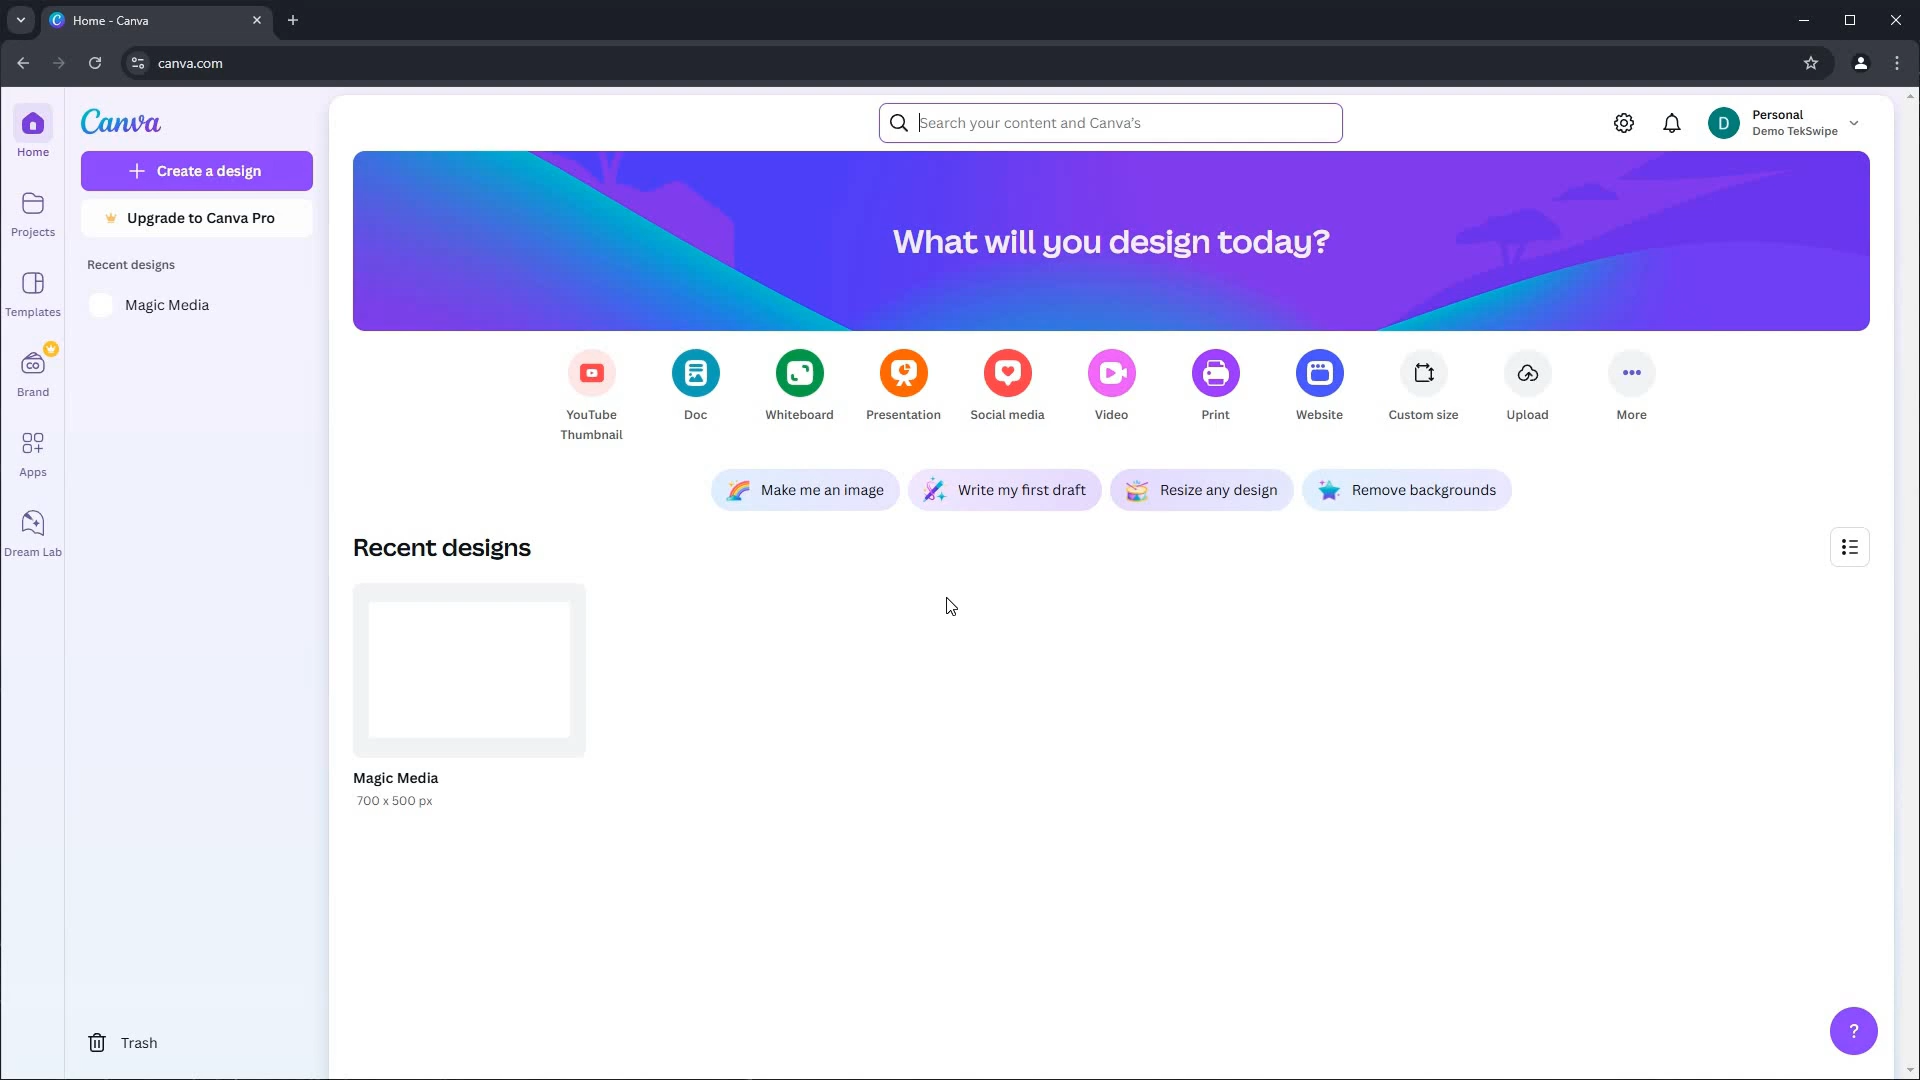 Home - Canva
canva.com
Home
Projects
Templates
Brand
Apps
Dream Lab
Canva
Create a design
Upgrade to Canva Pro
Recent designs
Magic Media
Trash
Search your content and Canva's
D
Personal
Demo TekSwipe
What will you design today?
YouTube
Thumbnail
Doc
Whiteboard
Presentation
Social media
Video
Print
Website
Custom size
Upload
More
Make me an image
Write my first draft
Resize any design
Remove backgrounds
Recent designs
Magic Media
700 x 500 px
?